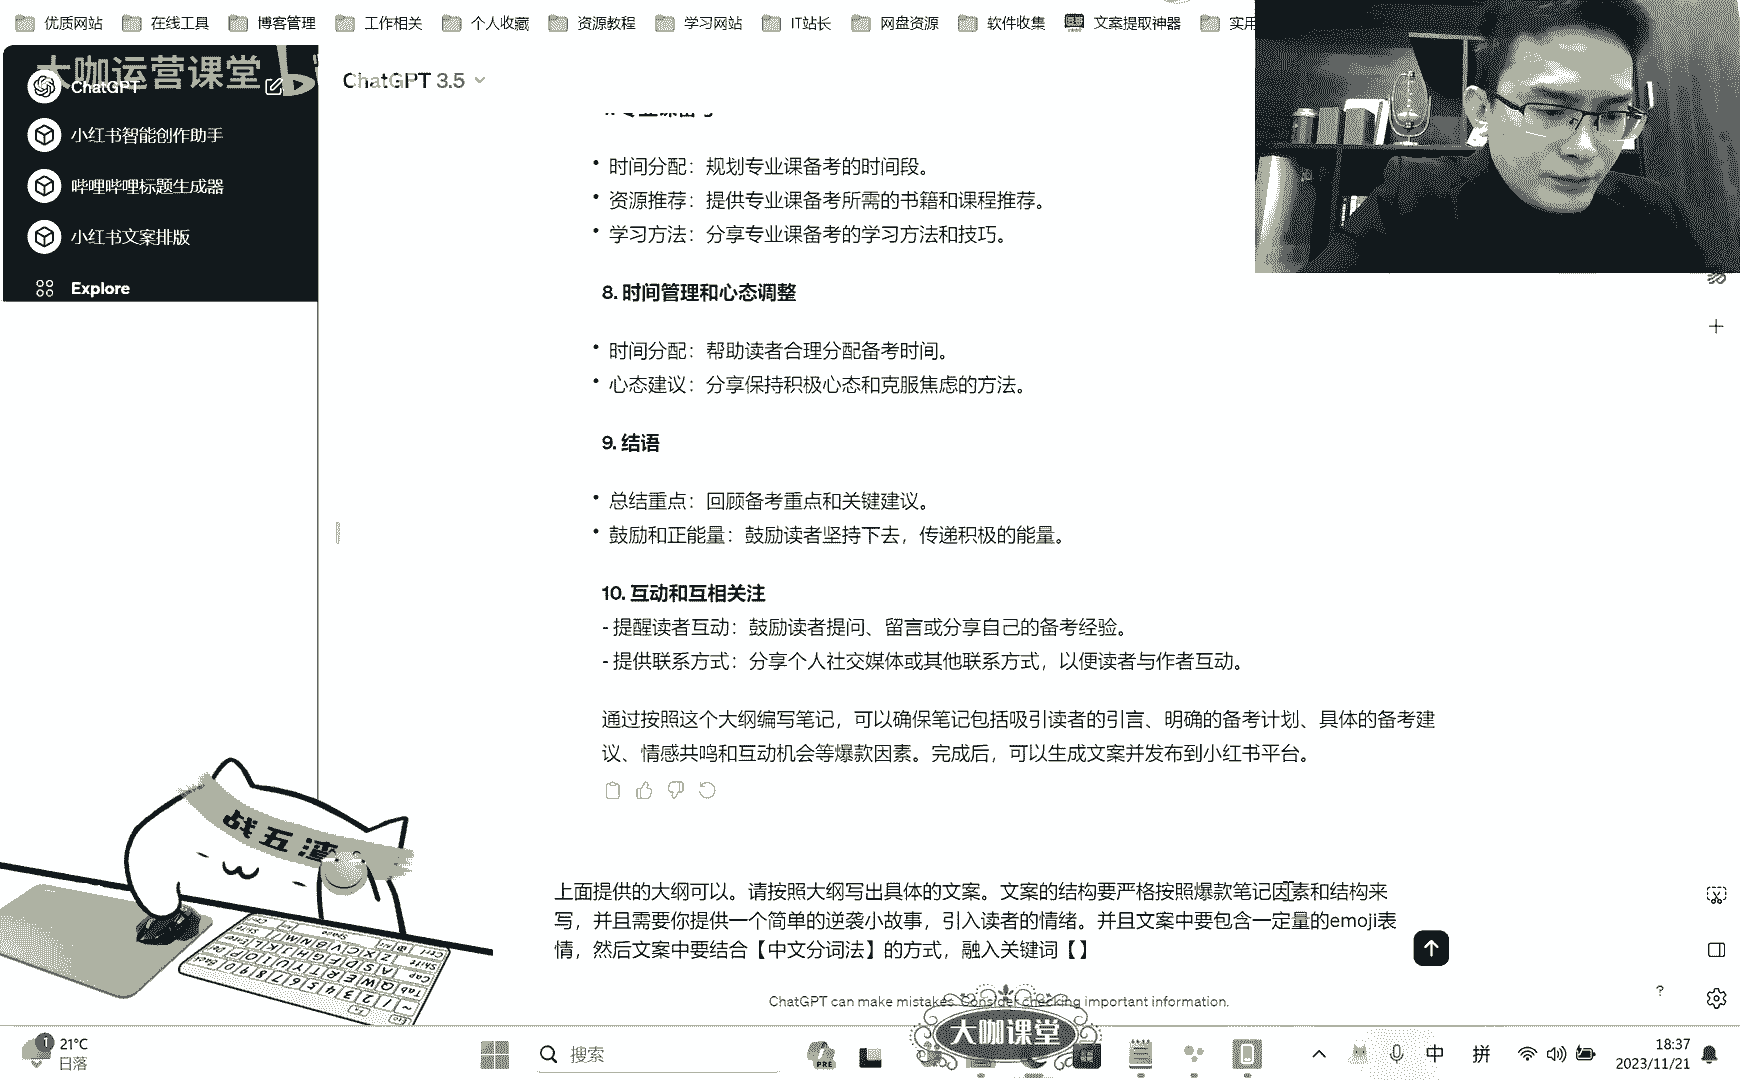 优质网站 在线工具 博客管理 工作相关 个人收藏 资源教程 学习网站 IT站长 网盘资源 软件收集 文案提取神器 实用
大咖运营课堂
ChatGPT
小红书智能创作助手
哔哩哔哩标题生成器
小红书文案排版
Explore
ChatGPT 3.5
时间分配：规划专业课备考的时间段。
资源推荐：提供专业课备考所需的书籍和课程推荐。
学习方法：分享专业课备考的学习方法和技巧。
8. 时间管理和心态调整
时间分配：帮助读者合理分配备考时间。
心态建议：分享保持积极心态和克服焦虑的方法。
9. 结语
总结重点：回顾备考重点和关键建议。
鼓励和正能量：鼓励读者坚持下去，传递积极的能量。
10. 互动和互相关注
- 提醒读者互动：鼓励读者提问、留言或分享自己的备考经验。
- 提供联系方式：分享个人社交媒体或其他联系方式，以便读者与作者互动。
通过按照这个大纲编写笔记，可以确保笔记包括吸引读者的引言、明确的备考计划、具体的备考建
议、情感共鸣和互动机会等爆款因素。完成后，可以生成文案并发布到小红书平台。
上面提供的大纲可以。请按照大纲写出具体的文案。文案的结构要严格按照爆款笔记因素和结构来
写，并且需要你提供一个简单的逆袭小故事，引入读者的情绪。并且文案中要包含一定量的emoji表
情，然后文案中要结合【中文分词法】的方式，融入关键词【】
ChatGPT can make mistakes. Consider checking important information.
?
战五渣
大咖课堂
1
21°C
日落
搜索
PRE
中
拼
18:37
2023/11/21